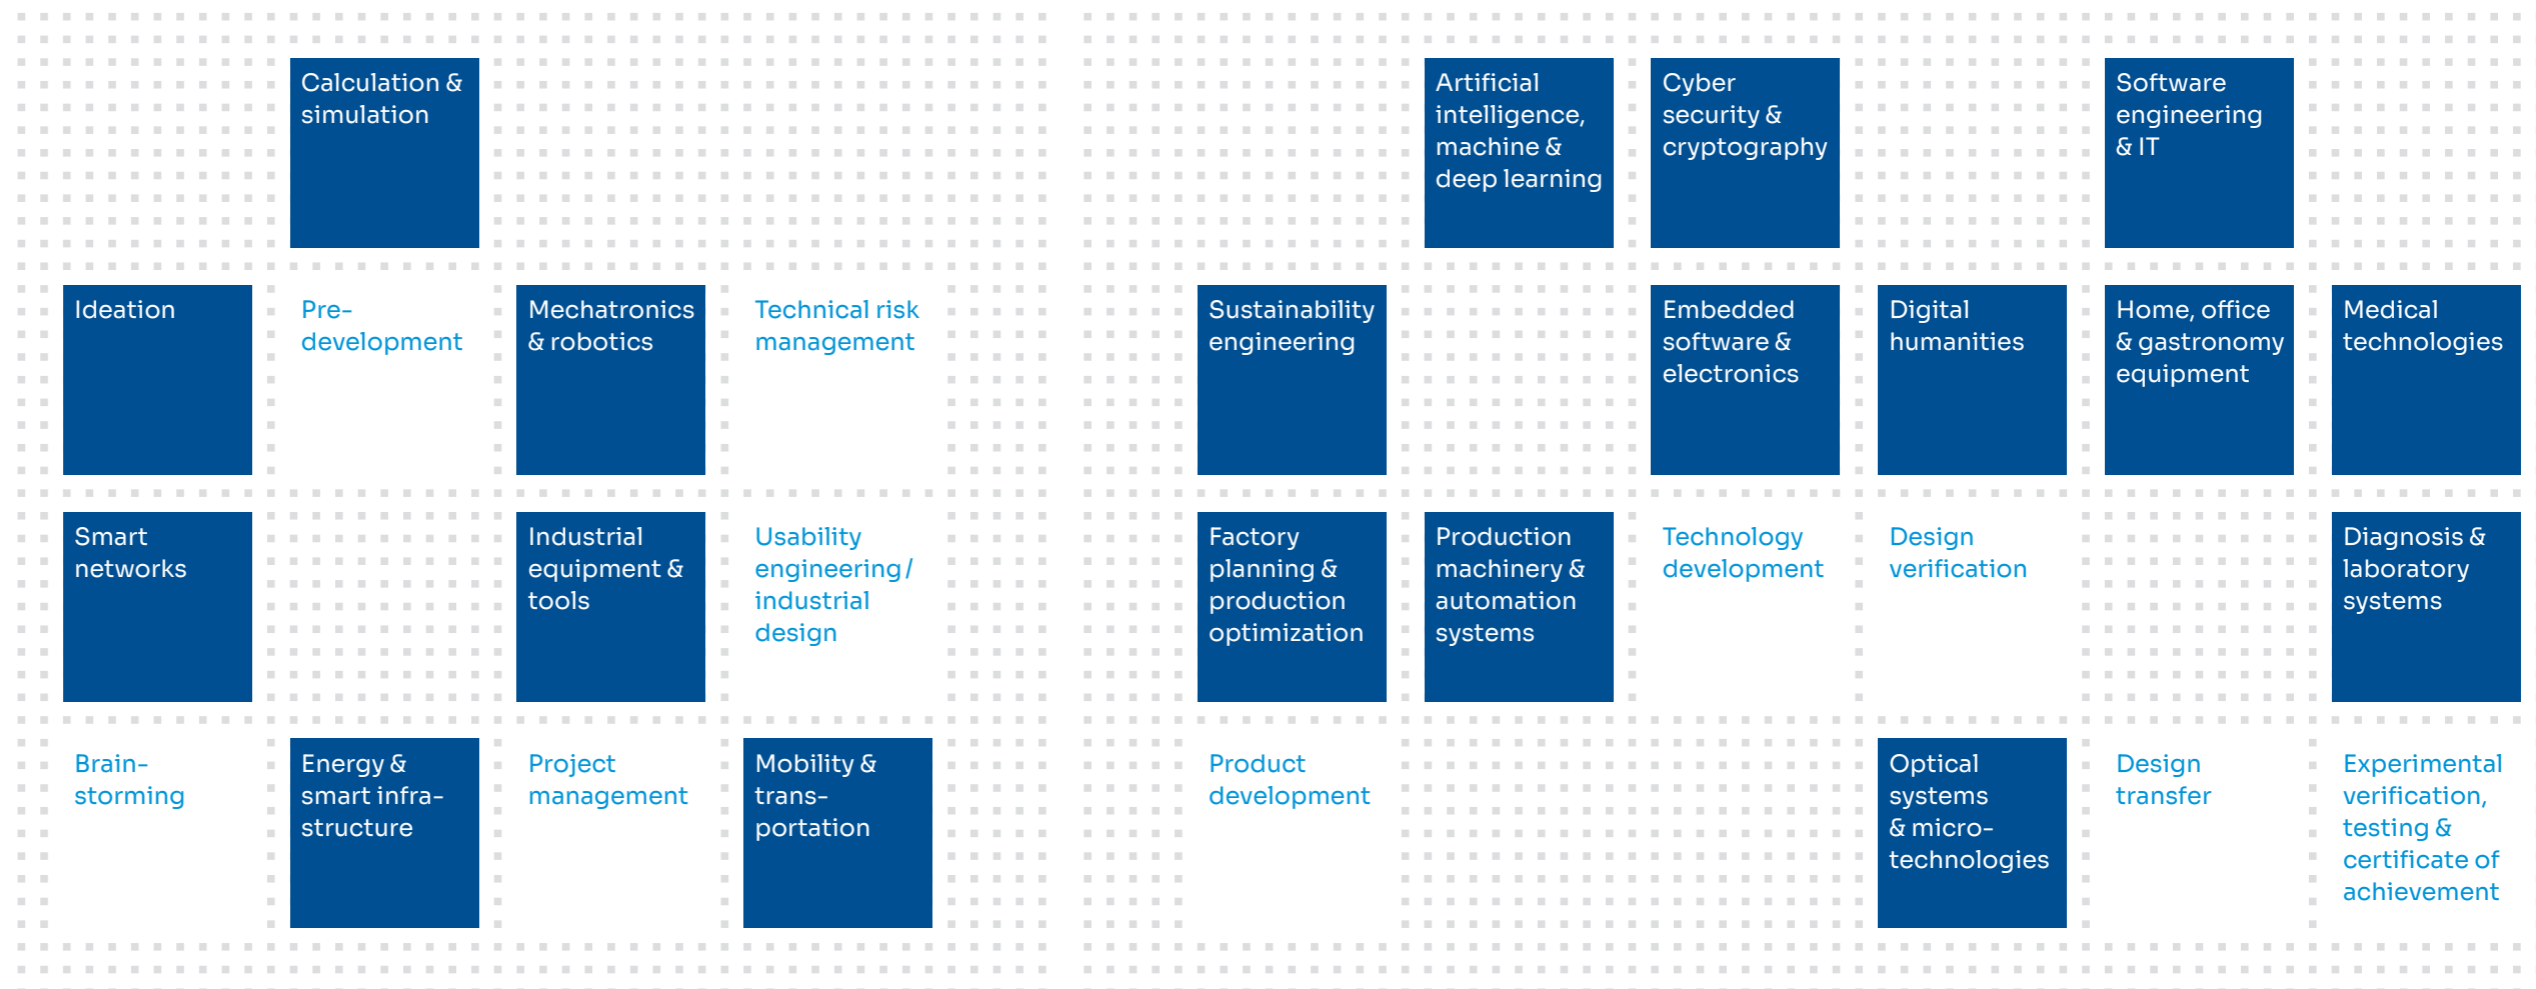 Calculation &
simulation
Artificial
intelligence,
machine &
deep learning
Cyber
security &
cryptography
Software
engineering
& IT
Ideation
Pre-
development
Mechatronics
& robotics
Technical risk
management
Sustainability
engineering
Embedded
software &
electronics
Digital
humanities
Home, office
& gastronomy
equipment
Medical
technologies
Smart
networks
Industrial
equipment &
tools
Usability
engineering/
industrial
design
Factory
planning &
production
optimization
Production
machinery &
automation
systems
Technology
development
Design
verification
Diagnosis &
laboratory
systems
Brain-
storming
Energy &
smart infra-
structure
Project
management
Mobility &
trans-
portation
Product
development
Optical
systems
& micro-
technologies
Design
transfer
Experimental
verification,
testing &
certificate of
achievement